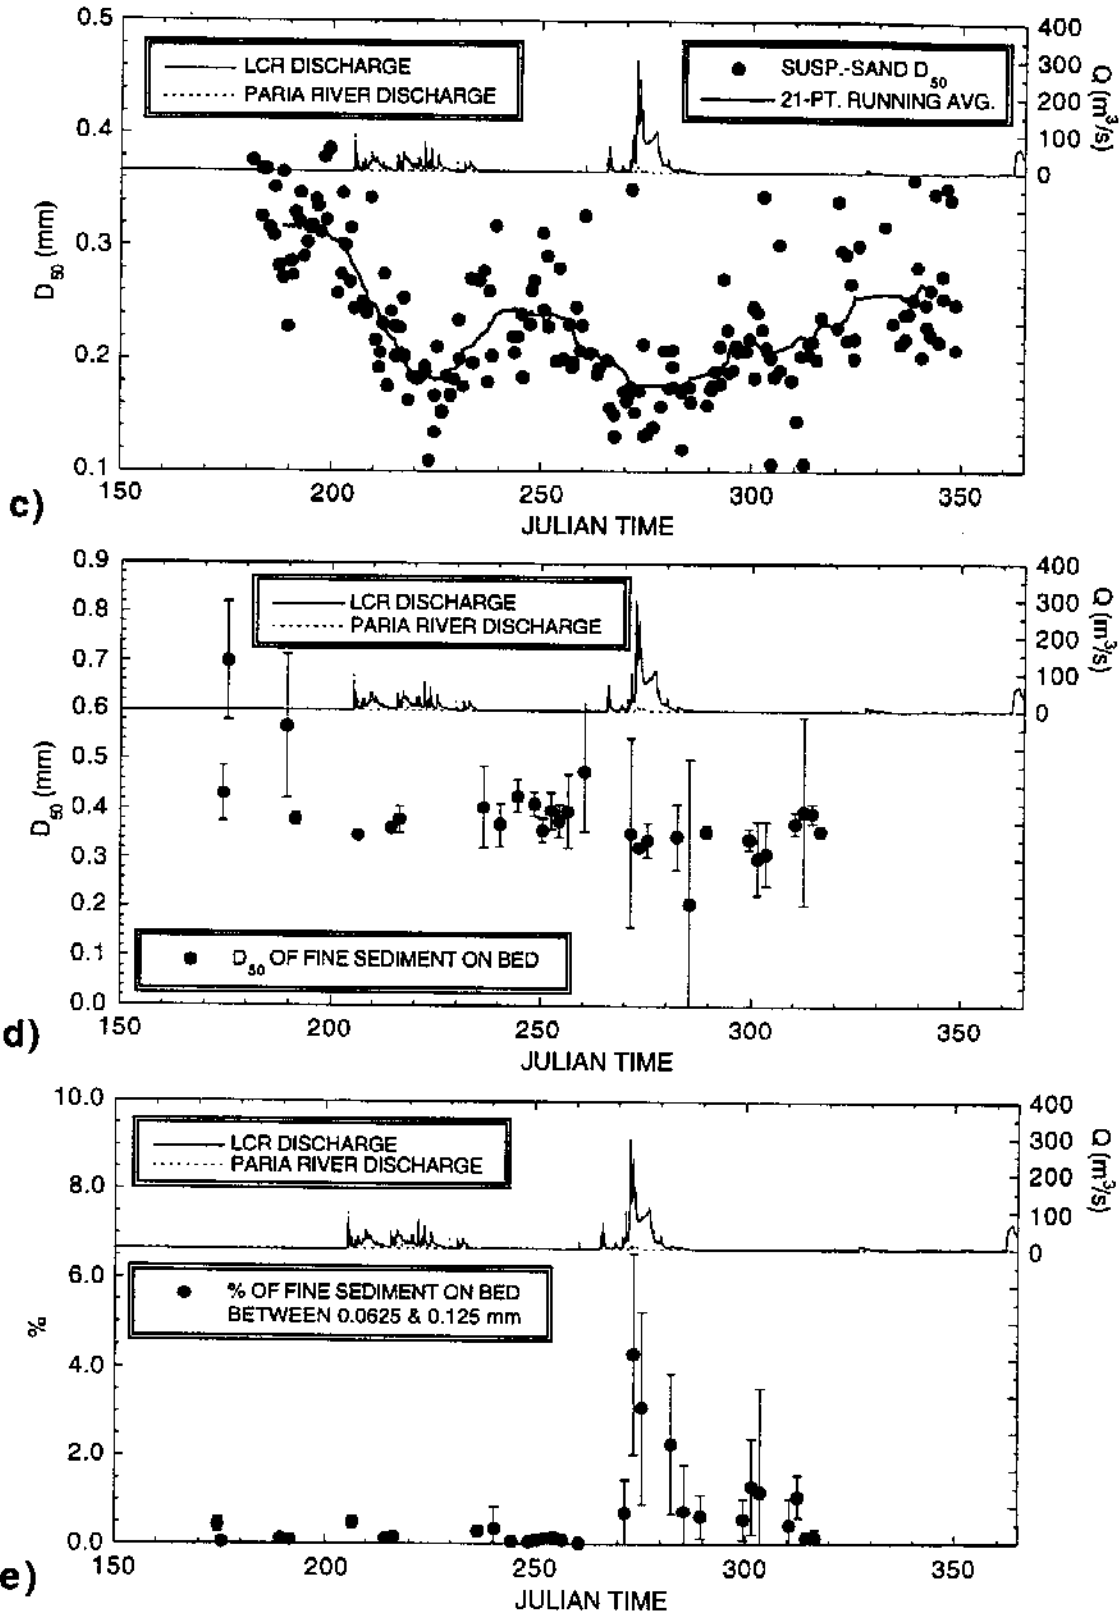 0.5
0.4
0.3
0.2
0.1
D50 (mm)
LCR DISCHARGE
PARIA RIVER DISCHARGE
SUSP.-SAND D50
21-PT. RUNNING AVG.
400
300
200
100
0
Q (m3/s)
150 200 250 300 350
c)
JULIAN TIME
0.9
0.8
0.7
0.6
0.5
0.4
0.3
0.2
0.1
0.0
D50 (mm)
LCR DISCHARGE
PARIA RIVER DISCHARGE
400
300
200
100
0
Q (m3/s)
D50 OF FINE SEDIMENT ON BED
150 200 250 300 350
d)
JULIAN TIME
10.0
8.0
6.0
4.0
2.0
0.0
%
LCR DISCHARGE
PARIA RIVER DISCHARGE
400
300
200
100
0
Q (m3/s)
% OF FINE SEDIMENT ON BED
BETWEEN 0.0625 & 0.125 mm
150 200 250 300 350
e)
JULIAN TIME